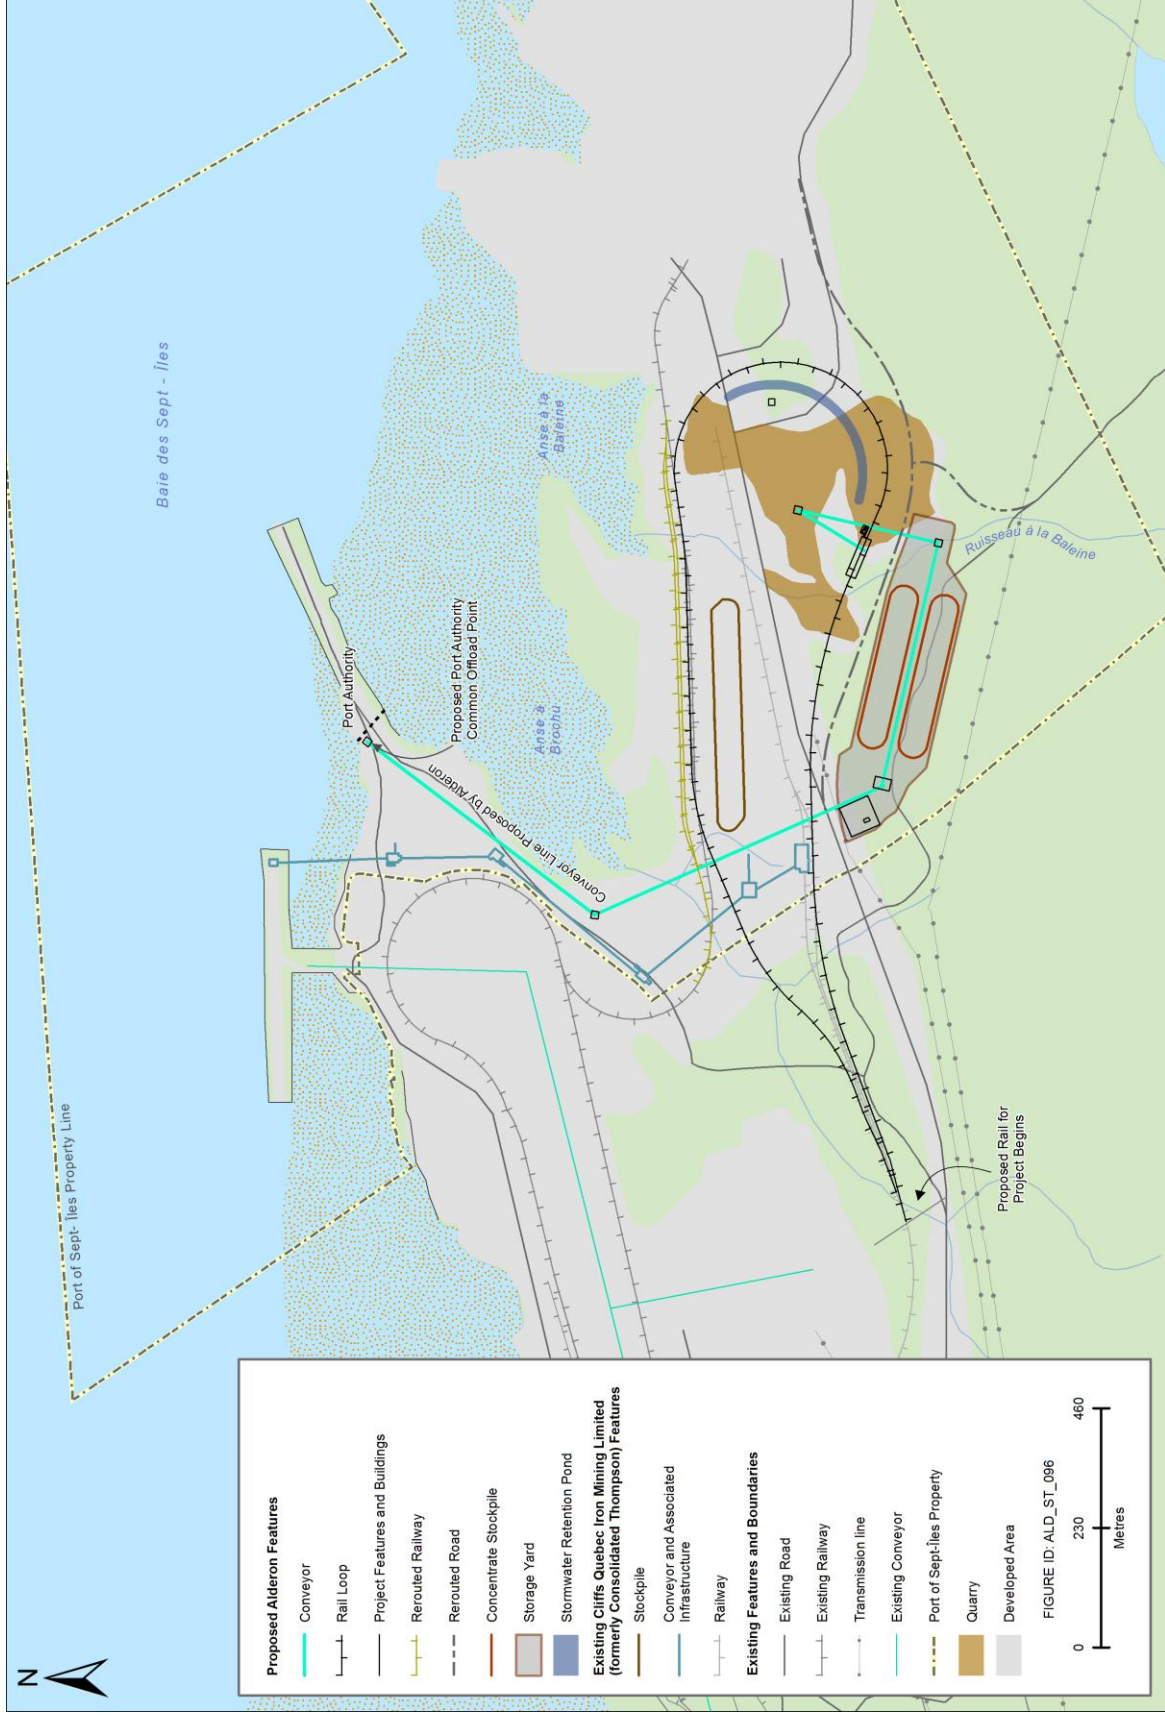 N
Port of Sept- Îles Property Line
Baie des Sept - Îles
Port Authority
Proposed Port Authority
Common Offload Point
Conveyor Line Proposed by Alderon
Anse à
Brochu
Anse à la
Baleine
Ruisseau à la Baleine
Proposed Rail for
Project Begins
Proposed Alderon Features
Conveyor
Rail Loop
Project Features and Buildings
Rerouted Railway
Rerouted Road
Concentrate Stockpile
Storage Yard
Stormwater Retention Pond
Existing Cliffs Quebec Iron Mining Limited
(formerly Consolidated Thompson) Features
Stockpile
Conveyor and Associated
Infrastructure
Railway
Existing Features and Boundaries
Existing Road
Existing Railway
Transmission line
Existing Conveyor
Port of Sept-Îles Property
Quarry
Developed Area
FIGURE ID: ALD_ST_096
0 230 460
Metres